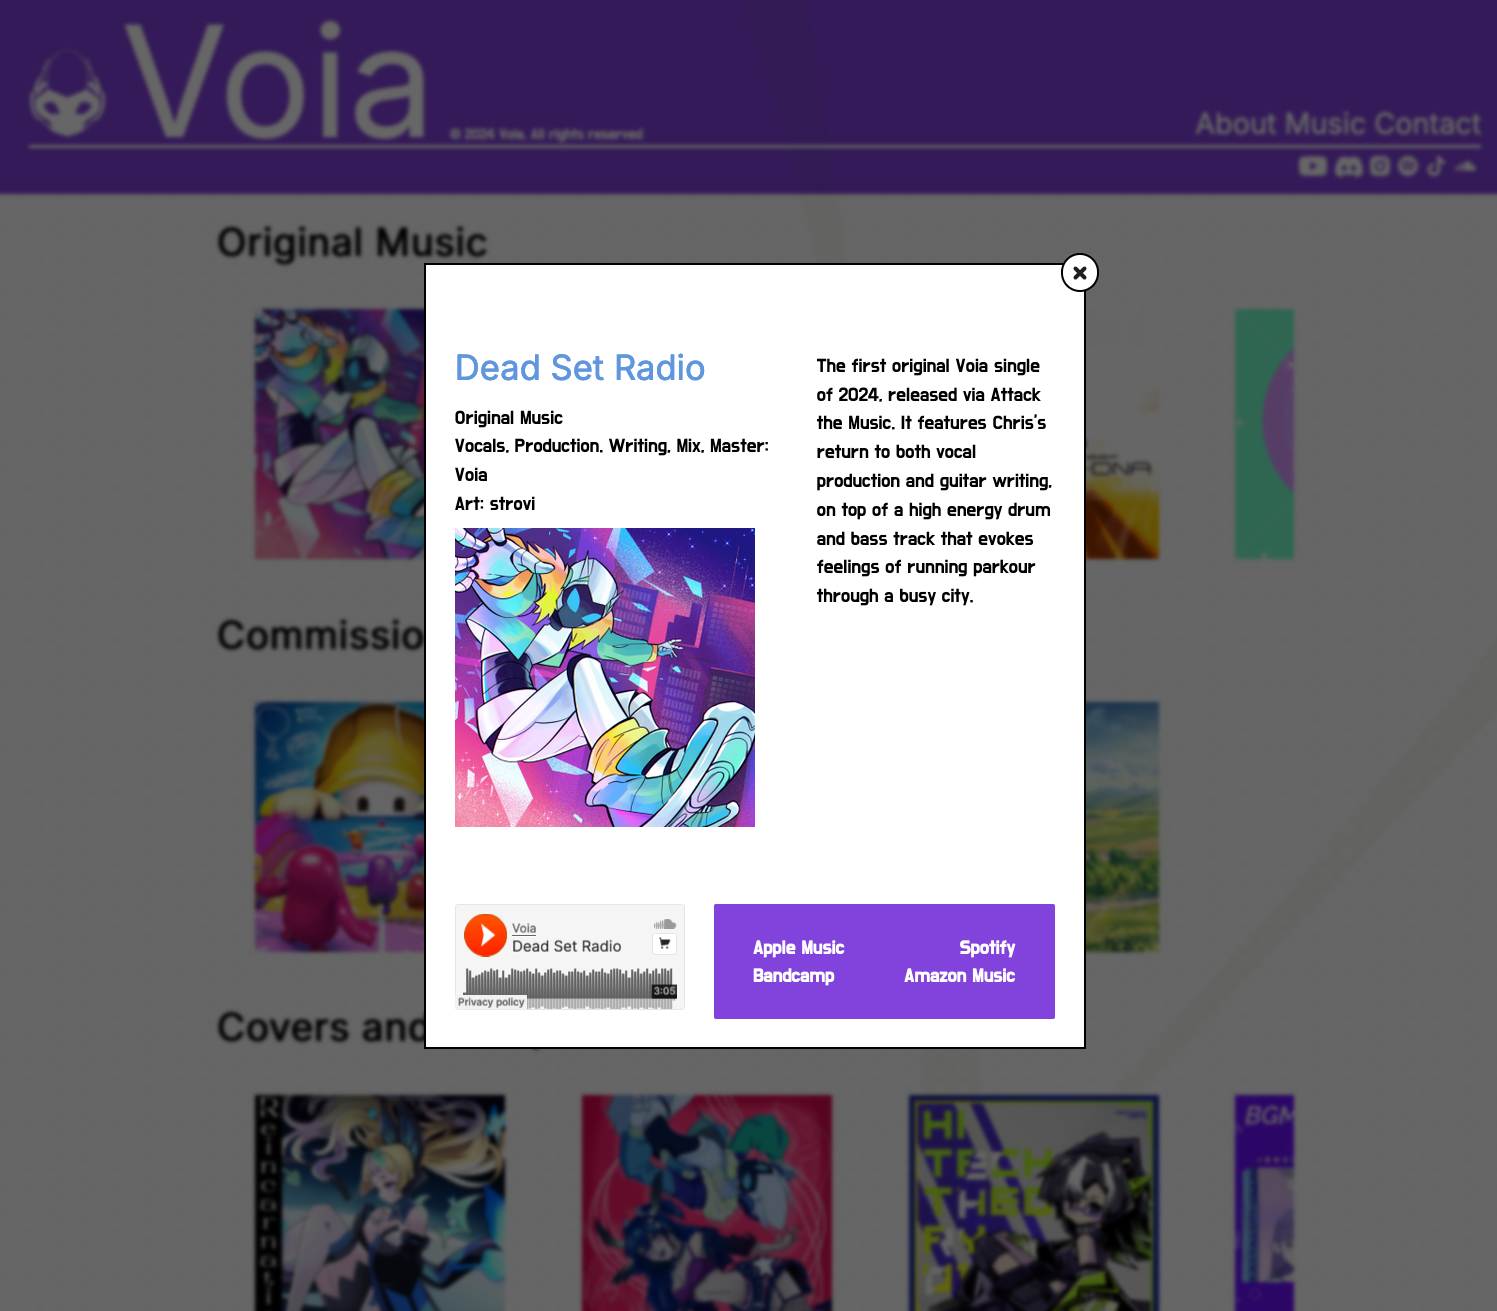 Voia
© 2024 Voia. All rights reserved
About Music Contact
Original Music
Dead Set Radio
Original Music
Vocals, Production, Writing, Mix, Master:
Voia
Art: strovi
The first original Voia single
of 2024, released via Attack
the Music. It features Chris's
return to both vocal
production and guitar writing,
on top of a high energy drum
and bass track that evokes
feelings of running parkour
through a busy city.
Commissio
Voia
Dead Set Radio
3:05
Privacy policy
Apple Music
Spotify
Bandcamp
Amazon Music
Covers and
Reincarnati
HI
TECH
THEO
RY
BGM